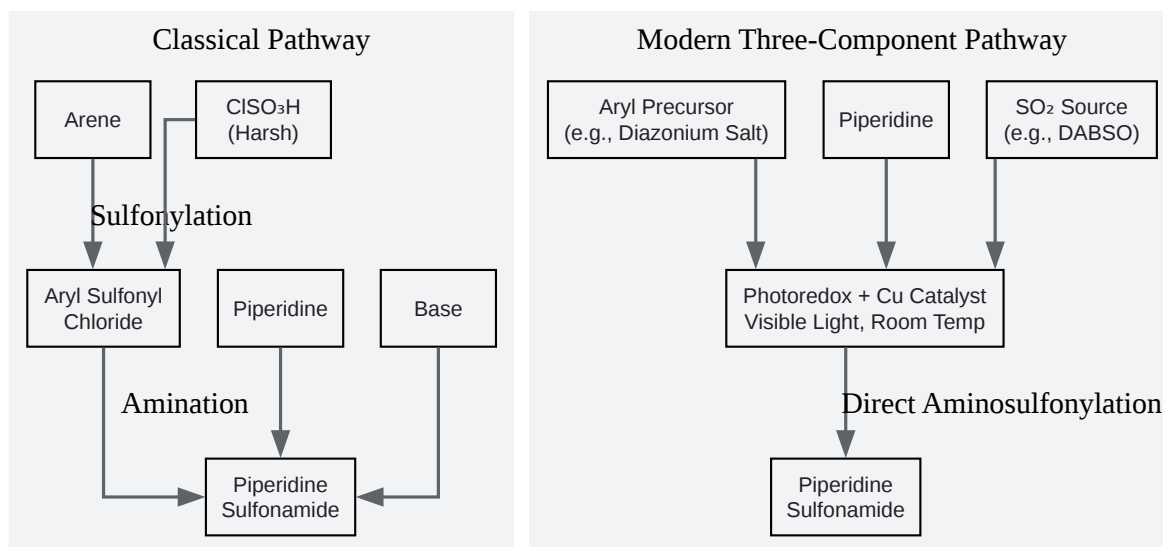 Classical Pathway
Arene
ClSO₃H
(Harsh)
Sulfonylation
Aryl Sulfonyl
Chloride
Piperidine
Base
Amination
Piperidine
Sulfonamide
Modern Three-Component Pathway
Aryl Precursor
(e.g., Diazonium Salt)
Piperidine
SO₂ Source
(e.g., DABSO)
Photoredox + Cu Catalyst
Visible Light, Room Temp
Direct Aminosulfonylation
Piperidine
Sulfonamide